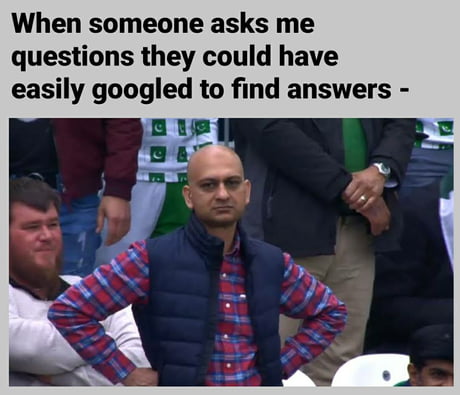 When someone asks me
questions they could have
easily googled to find answers -